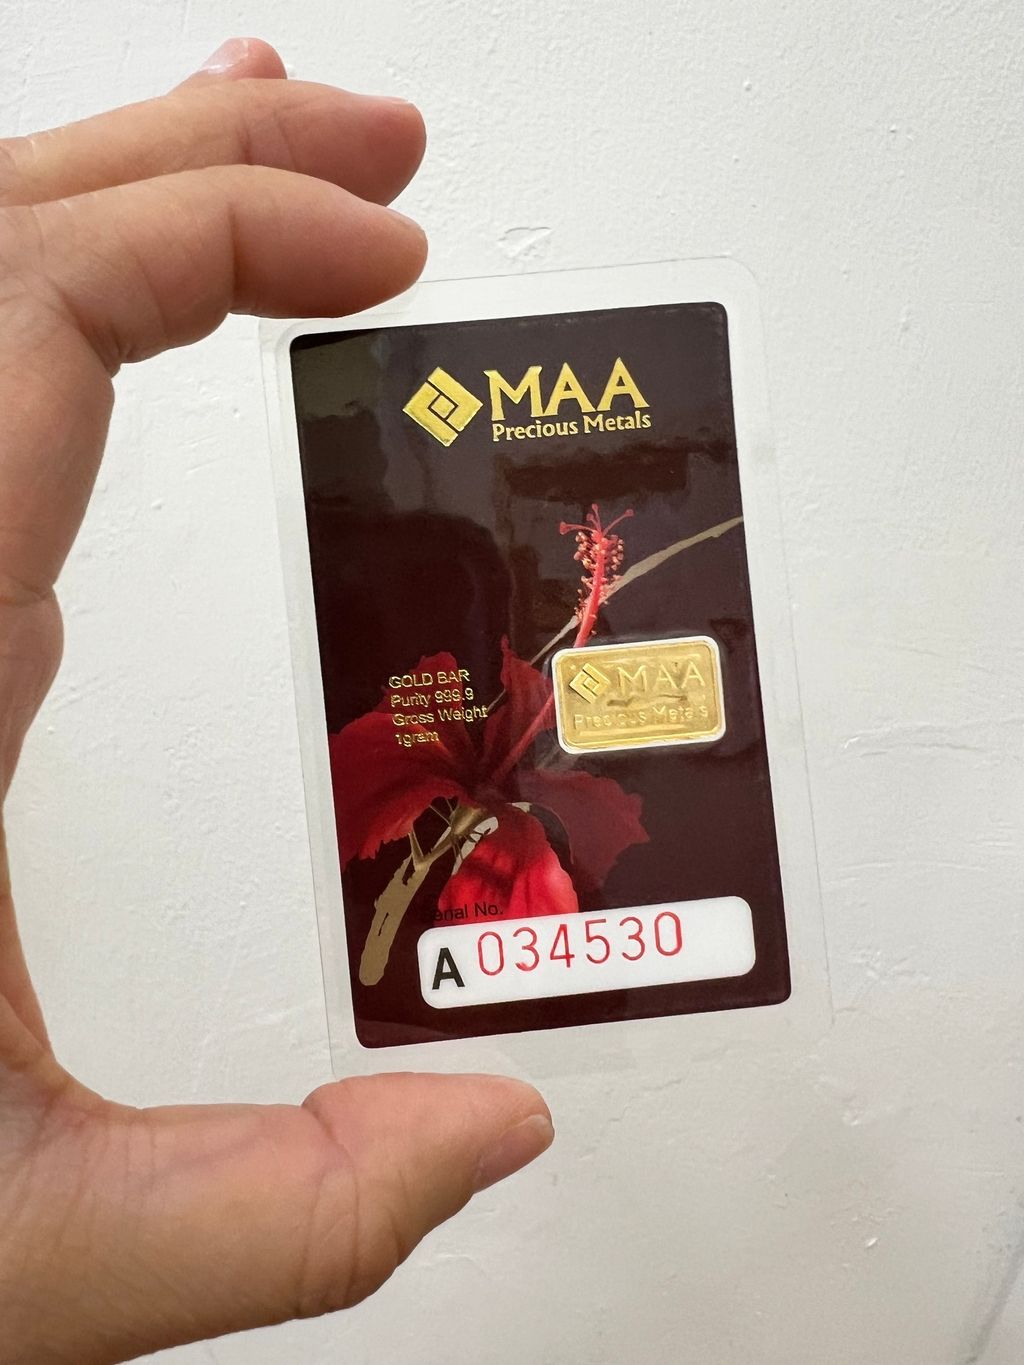 MAA
Precious Metals
GOLD BAR
Purity 999.9
Gross Weight
1gram
MAA
Precious Metals
Serial No.
A 034530